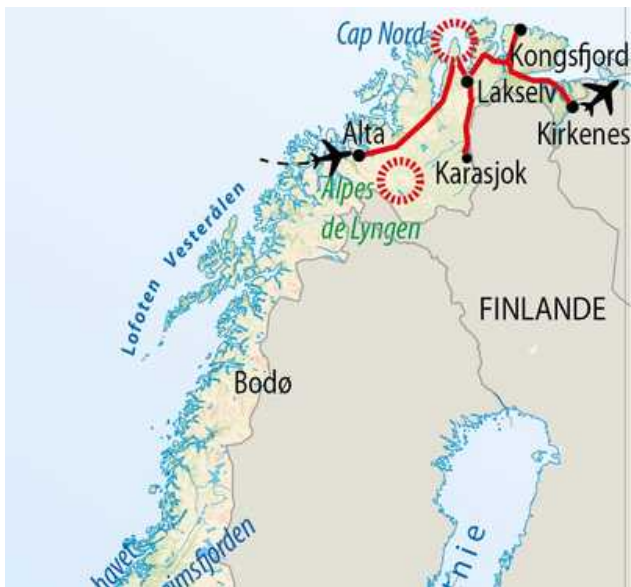 Cap Nord
Kongsfjord
Lakselv
Kirkenes
Alta
Karasjok
Alpes
de Lyngen
Lofoten Vesterålen
FINLANDE
Bodø